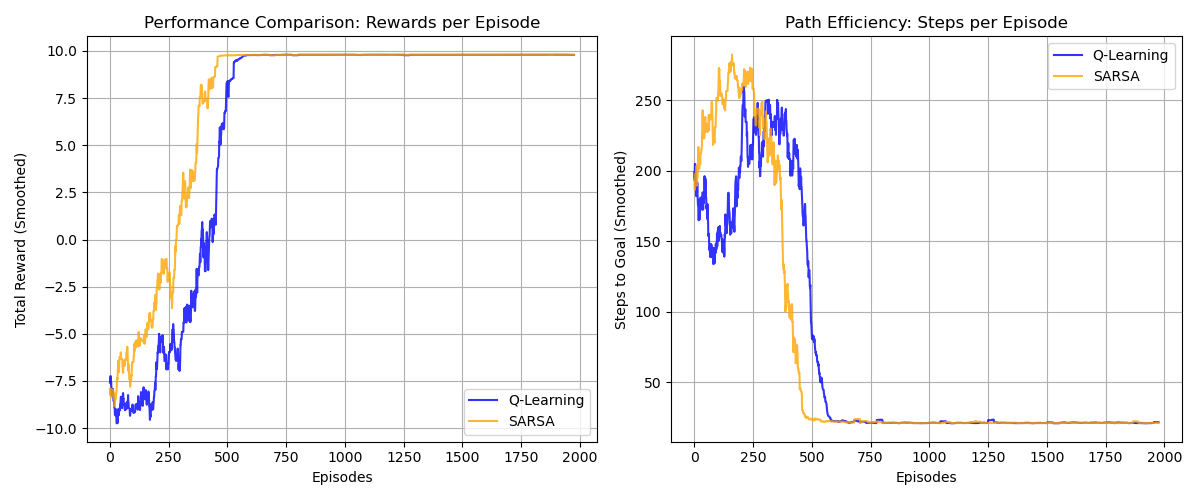 Performance Comparison: Rewards per Episode
Total Reward (Smoothed)
10.0
7.5
5.0
2.5
0.0
−2.5
−5.0
−7.5
−10.0
Q-Learning
SARSA
0 250 500 750 1000 1250 1500 1750 2000
Episodes
Path Efficiency: Steps per Episode
Steps to Goal (Smoothed)
250
200
150
100
50
Q-Learning
SARSA
0 250 500 750 1000 1250 1500 1750 2000
Episodes